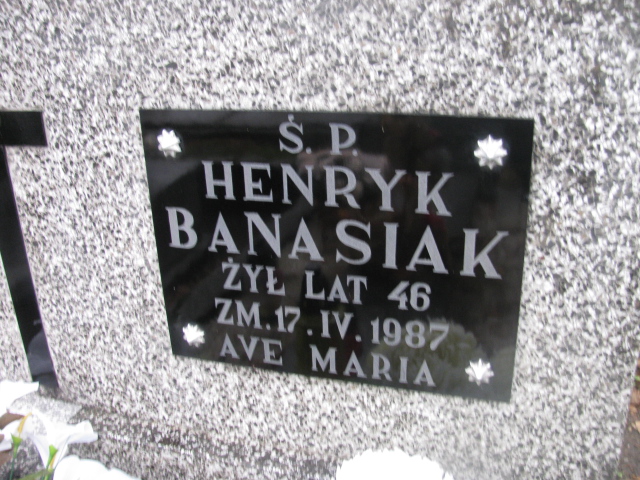 Ś. P.
HENRYK
BANASIAK
ŻYŁ LAT 46
ZM. 17. IV. 1987
AVE MARIA